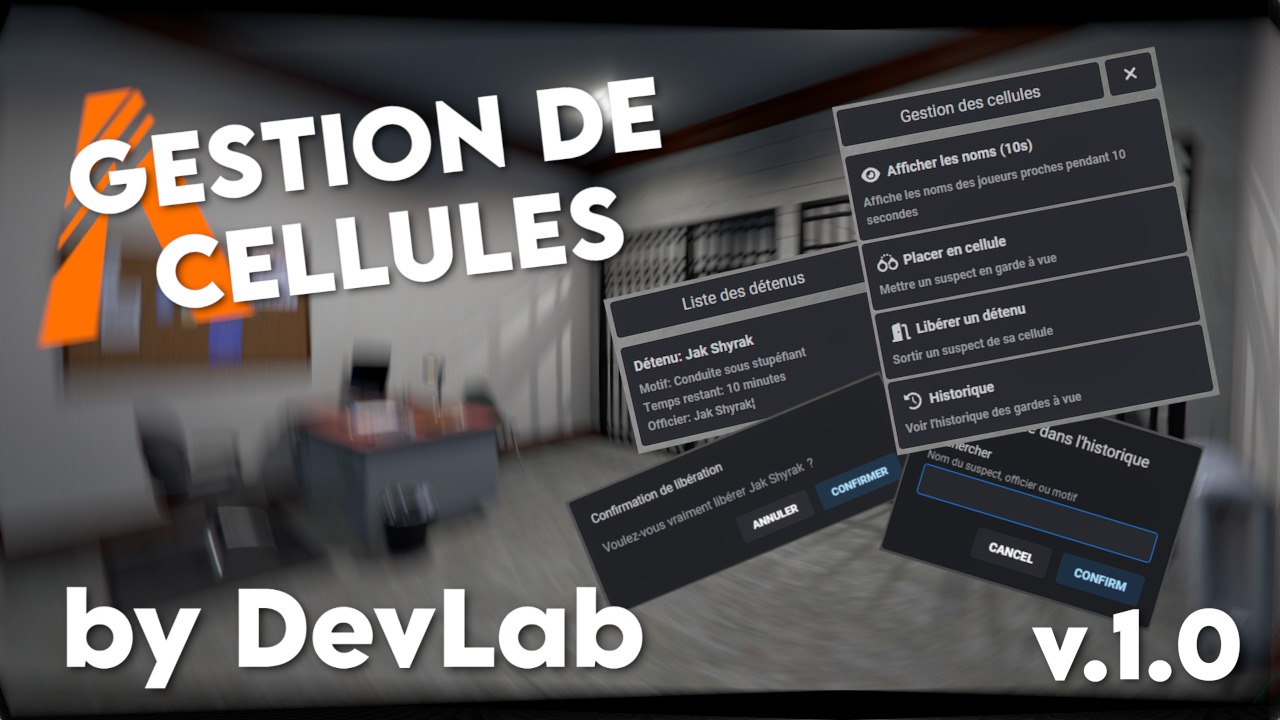 GESTION DE
CELLULES
Gestion des cellules
Afficher les noms (10s)
Affiche les noms des joueurs proches pendant 10
secondes
Placer en cellule
Mettre un suspect en garde à vue
Libérer un détenu
Sortir un suspect de sa cellule
Historique
Voir l'historique des gardes à vue
Liste des détenus
Détenu: Jak Shyrak
Motif: Conduite sous stupéfiant
Temps restant: 10 minutes
Officier: Jak Shyrak
Confirmation de libération
Voulez-vous vraiment libérer Jak Shyrak ?
ANNULER
CONFIRMER
dans l'historique
Nom du suspect, officier ou motif
CANCEL
CONFIRM
by DevLab
v.1.0